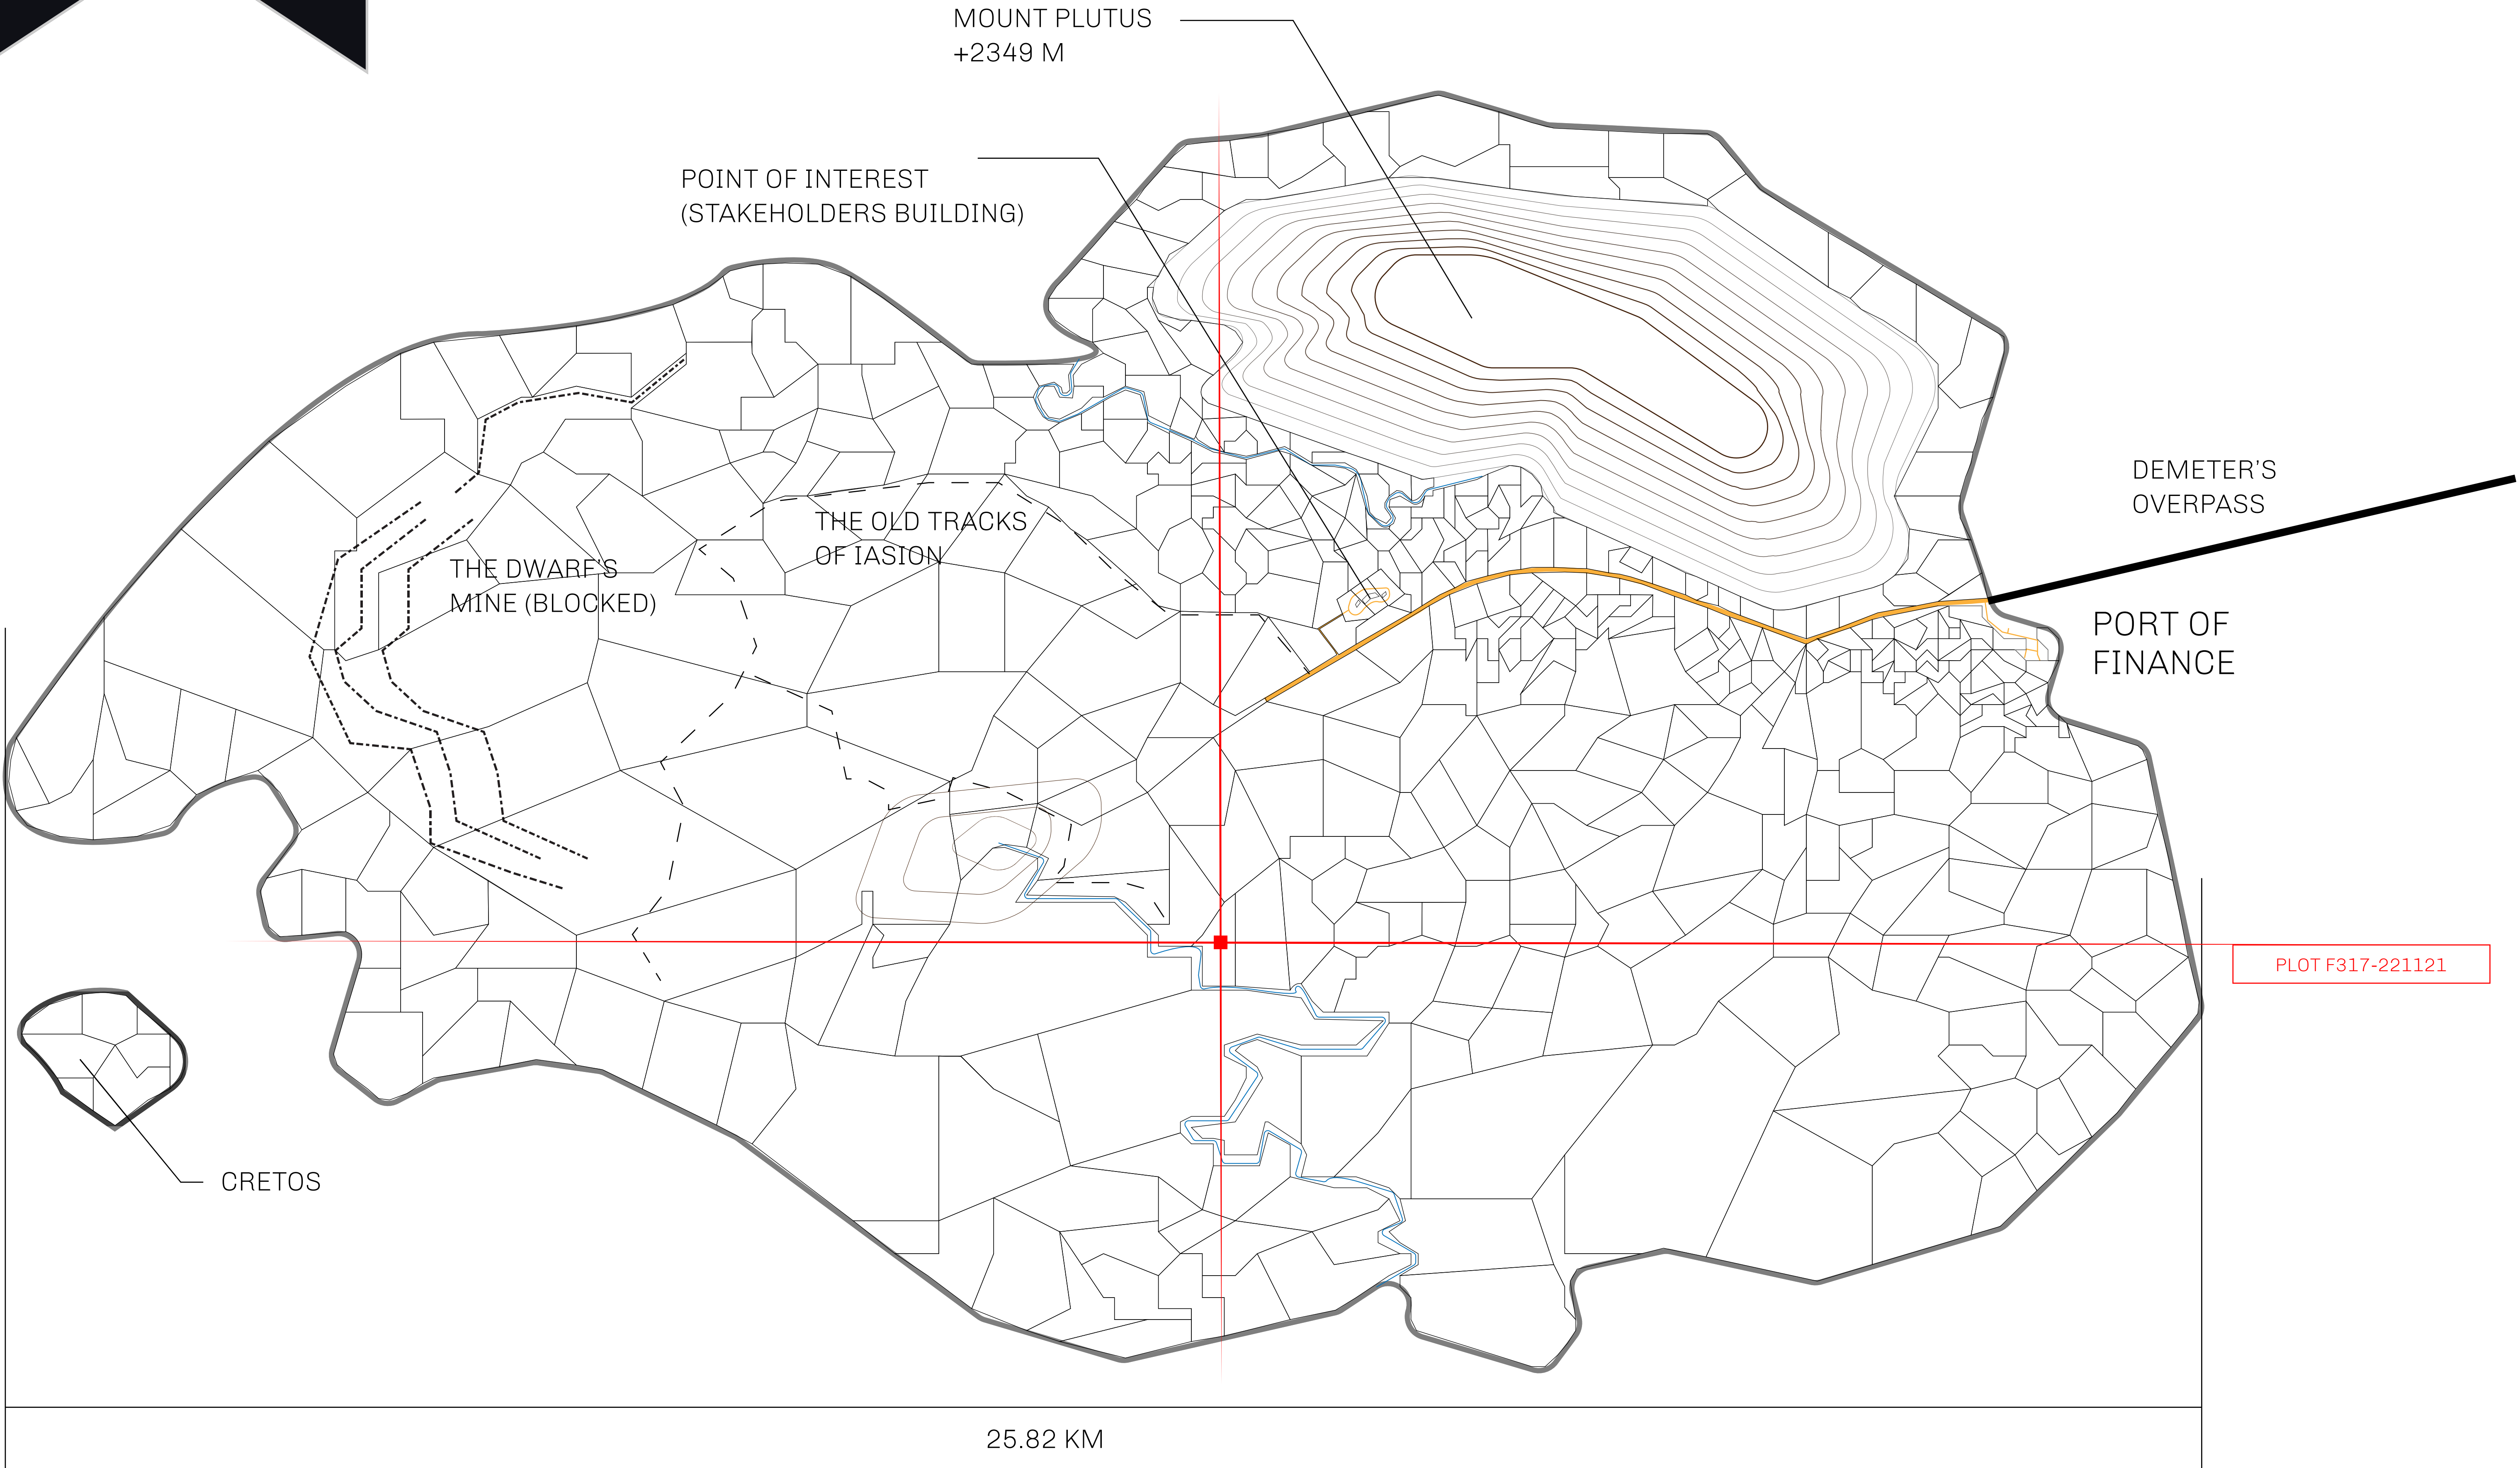 MOUNT PLUTUS
+2349 M
POINT OF INTEREST
(STAKEHOLDERS BUILDING)
DEMETER'S
OVERPASS
THE OLD TRACKS
OF IASION
THE DWARF'S
MINE (BLOCKED)
PORT OF
FINANCE
PLOT F317-221121
CRETOS
25.82 KM